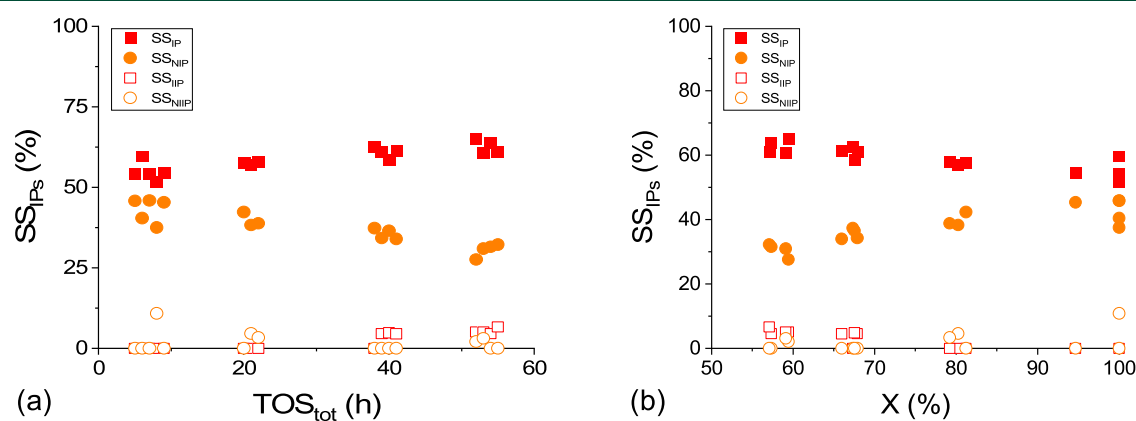 100
75
50
25
0
SS_IPs (%)
SS_IP
SS_NIP
SS_IIP
SS_NIIP
0 20 40 60
TOS_tot (h)
(a)
100
80
60
40
20
0
SS_IPs (%)
SS_IP
SS_NIP
SS_IIP
SS_NIIP
50 60 70 80 90 100
X (%)
(b)